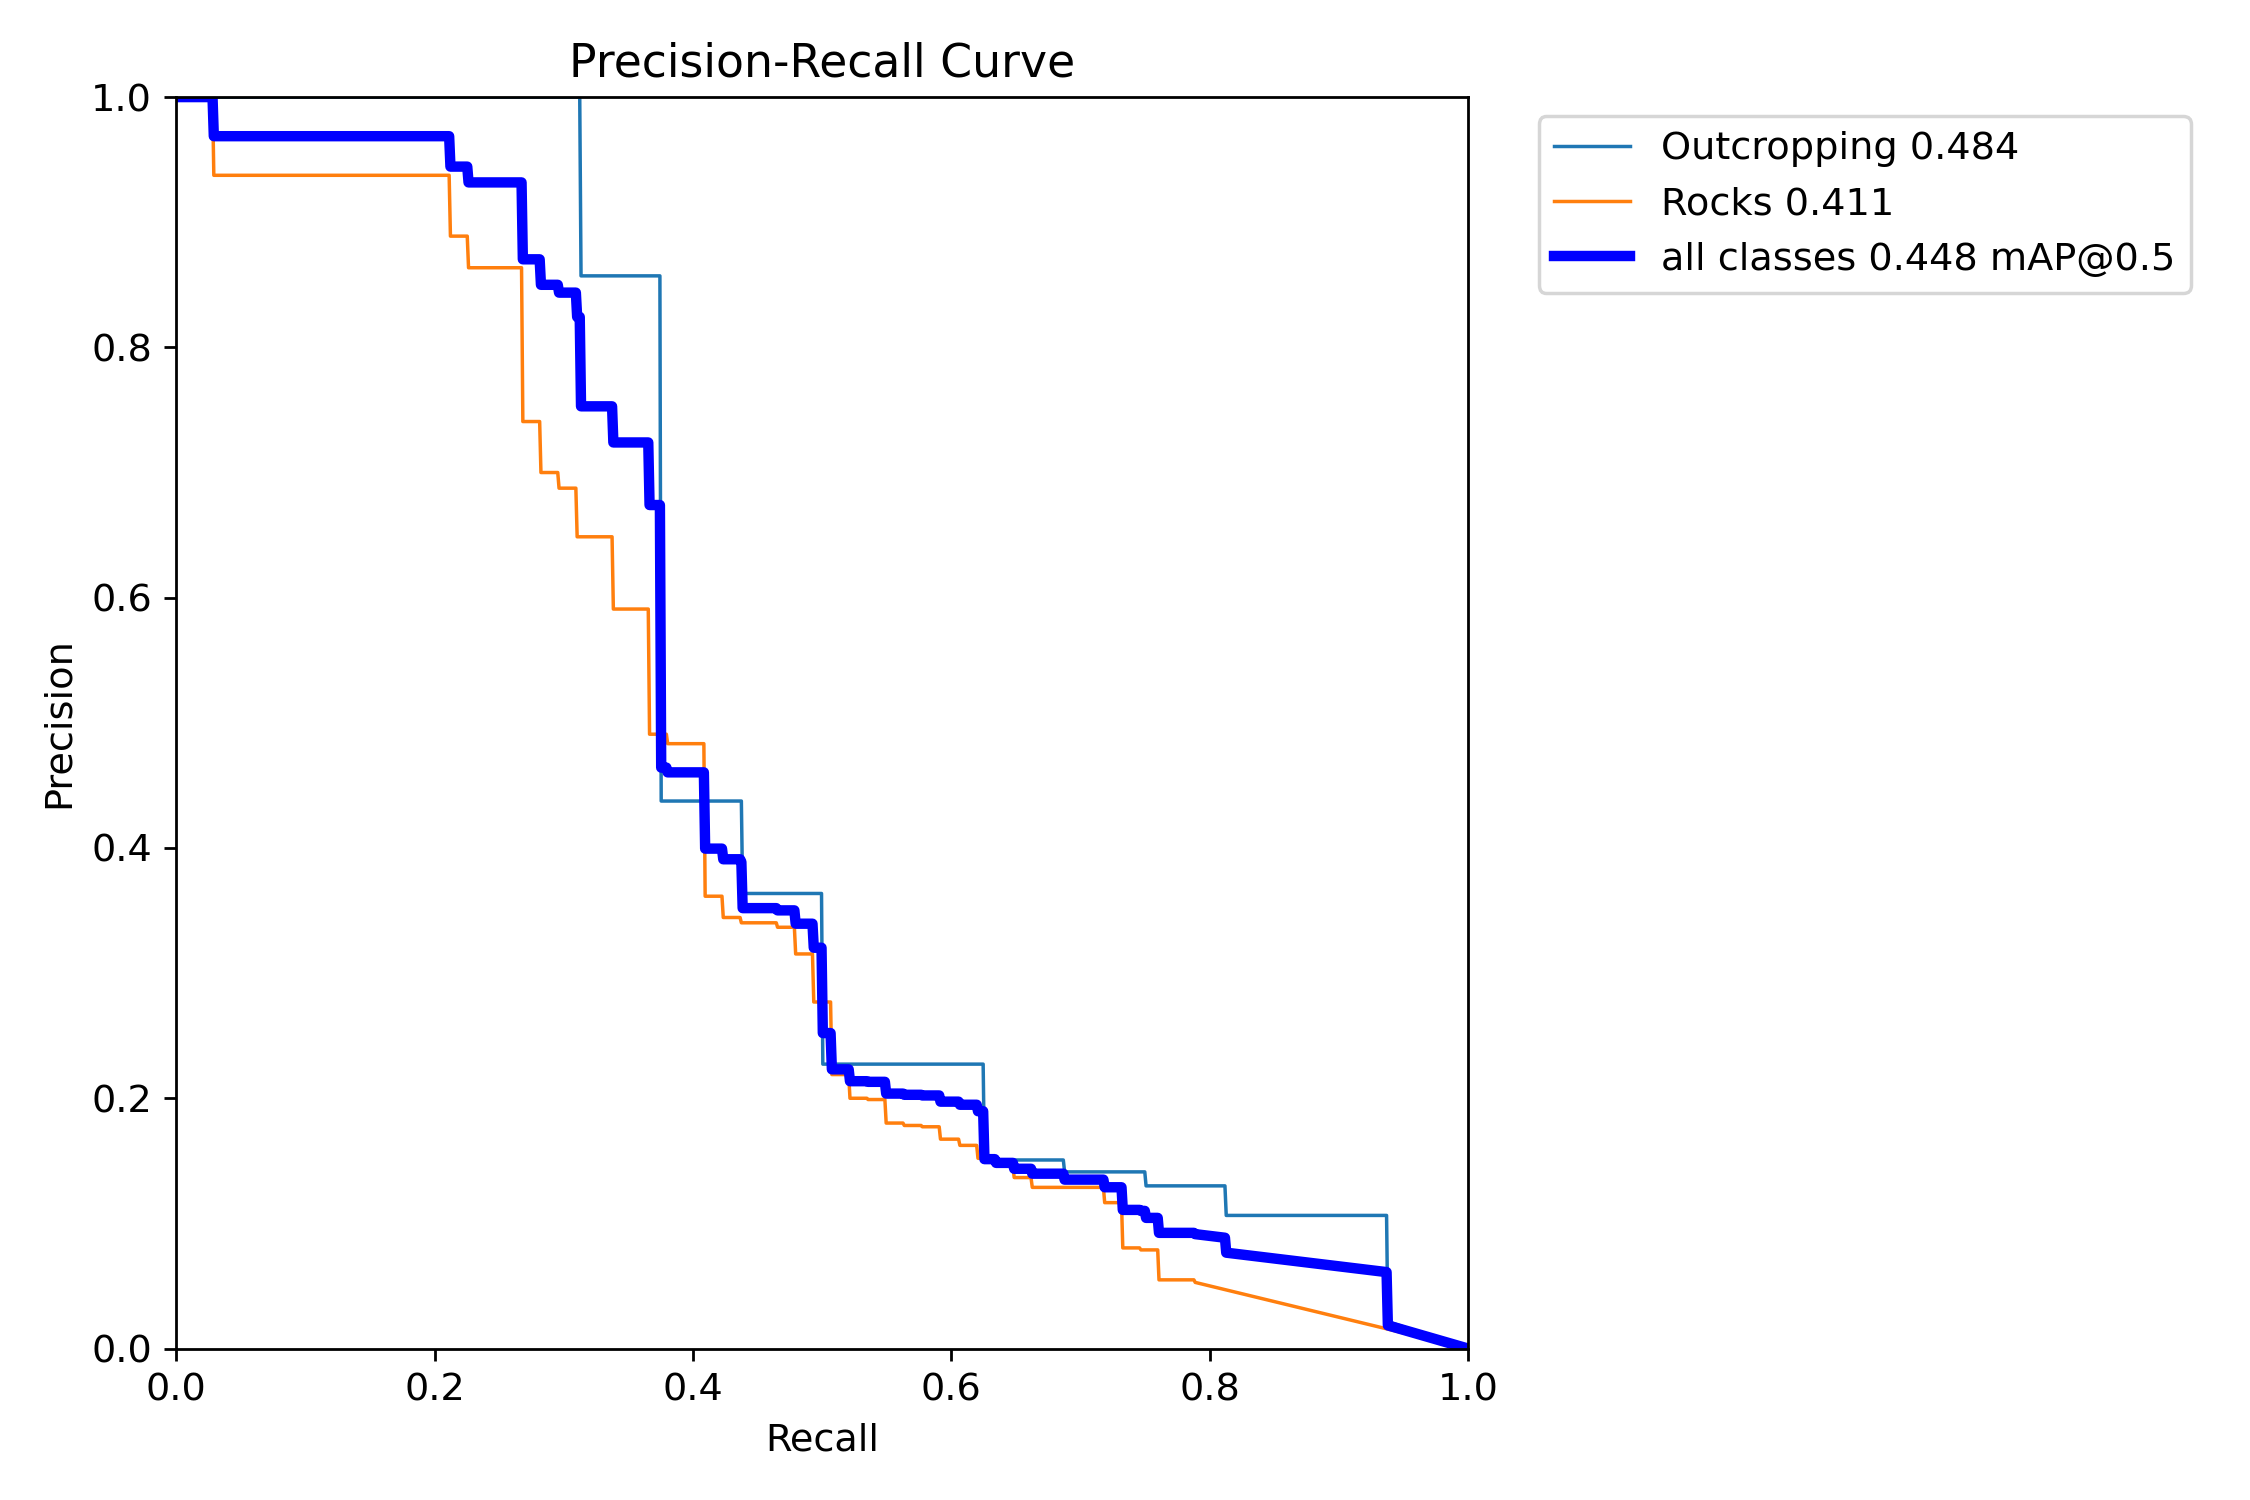 Precision-Recall Curve
1.0
0.8
0.6
0.4
0.2
0.0
Precision
0.0 0.2 0.4 0.6 0.8 1.0
Recall
Outcropping 0.484
Rocks 0.411
all classes 0.448 mAP@0.5